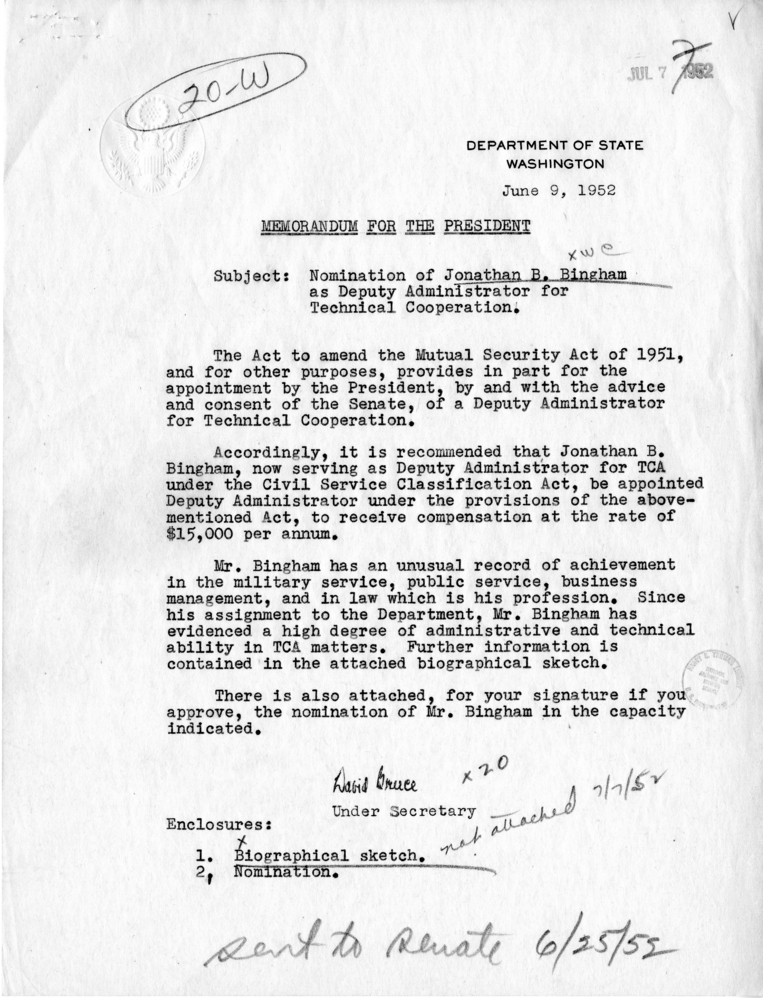 20-W
JUL 7 1952
7
DEPARTMENT OF STATE
WASHINGTON
June 9, 1952
MEMORANDUM FOR THE PRESIDENT
Subject: Nomination of Jonathan B. Bingham
as Deputy Administrator for
Technical Cooperation.
The Act to amend the Mutual Security Act of 1951,
and for other purposes, provides in part for the
appointment by the President, by and with the advice
and consent of the Senate, of a Deputy Administrator
for Technical Cooperation.
Accordingly, it is recommended that Jonathan B.
Bingham, now serving as Deputy Administrator for TCA
under the Civil Service Classification Act, be appointed
Deputy Administrator under the provisions of the above-
mentioned Act, to receive compensation at the rate of
$15,000 per annum.
Mr. Bingham has an unusual record of achievement
in the military service, public service, business
management, and in law which is his profession. Since
his assignment to the Department, Mr. Bingham has
evidenced a high degree of administrative and technical
ability in TCA matters. Further information is
contained in the attached biographical sketch.
There is also attached, for your signature if you
approve, the nomination of Mr. Bingham in the capacity
indicated.
David Bruce x20
Under Secretary
not attached 7/7/52
Enclosures:
x
1. Biographical sketch.
2, Nomination.
sent to Senate 6/25/52